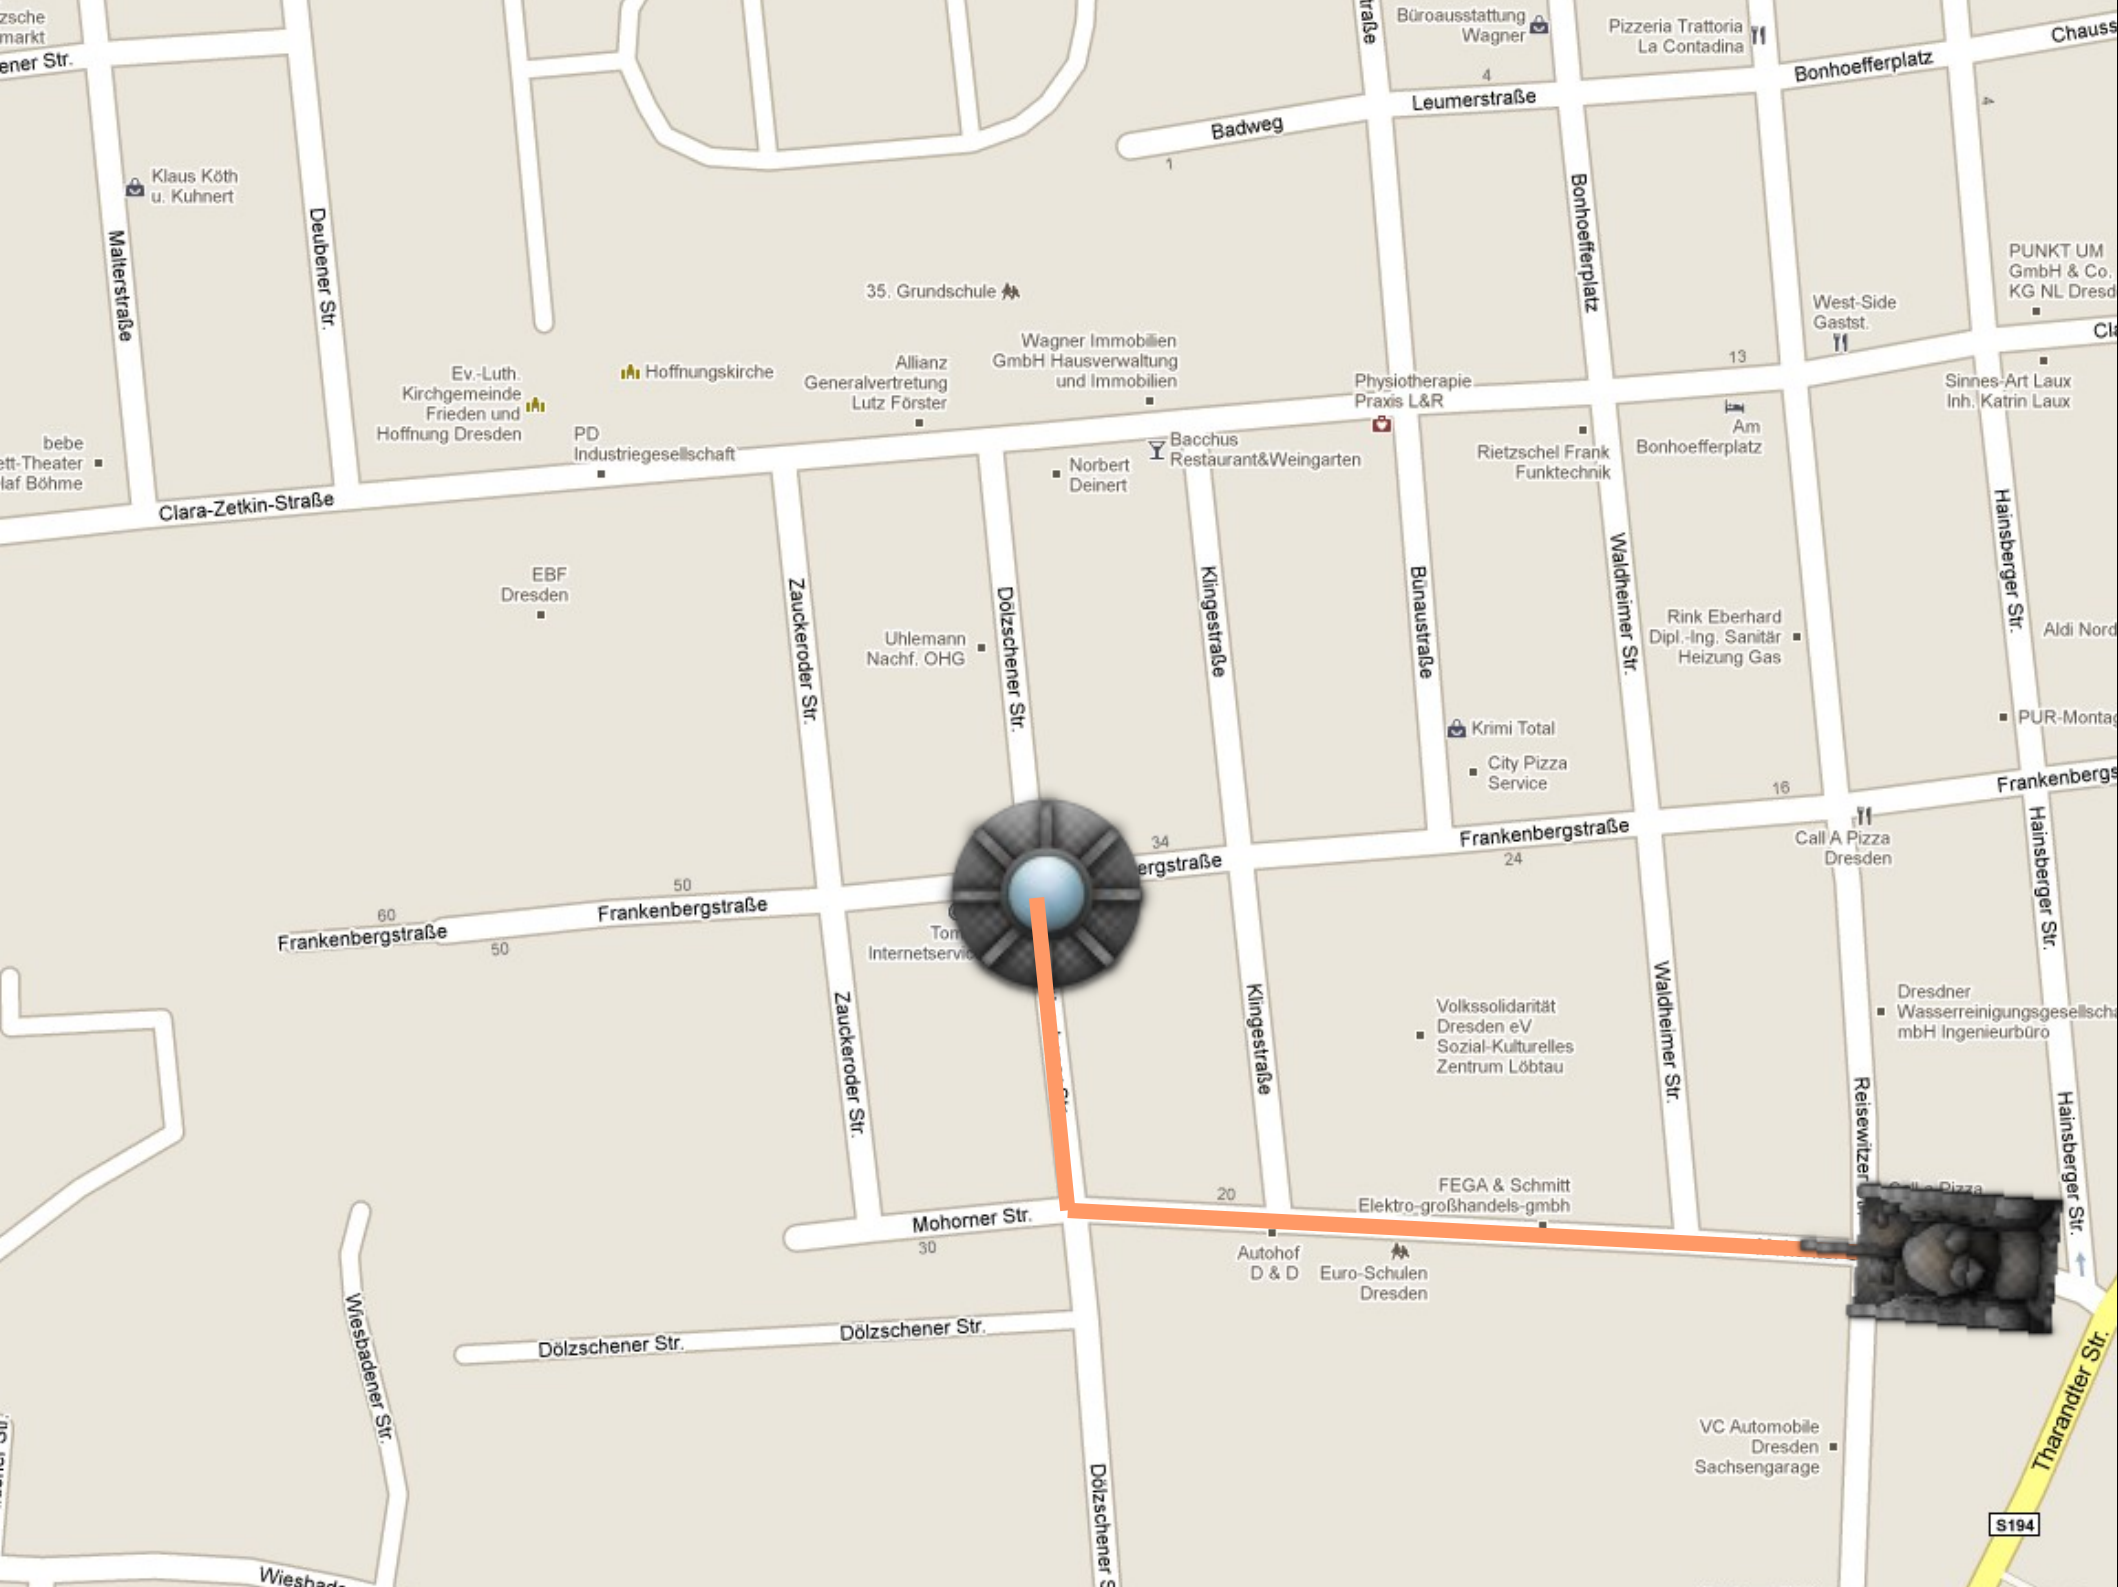 zsche
markt
ener Str.
Büroausstattung
Wagner
Pizzeria Trattoria
La Contadina
Bonhoefferplatz
4
Leumerstraße
Badweg
1
4
Klaus Köth
u. Kuhnert
Malterstraße
Deubener Str.
Bonhoefferplatz
35. Grundschule
PUNKT UM
GmbH & Co.
KG NL Dresd
West-Side
Gastst.
Wagner Immobilien
GmbH Hausverwaltung
und Immobilien
Allianz
Generalvertretung
Lutz Förster
Hoffnungskirche
Ev.-Luth.
Kirchgemeinde
Frieden und
Hoffnung Dresden
13
Physiotherapie
Praxis L&R
Sinnes-Art Laux
Inh. Katrin Laux
Am
Bonhoefferplatz
Rietzschel Frank
Funktechnik
Bacchus
Restaurant&Weingarten
Norbert
Deinert
PD
Industriegesellschaft
bebe
ett-Theater
laf Böhme
Clara-Zetkin-Straße
EBF
Dresden
Zauckeroder Str.
Dölzschener Str.
Klingestraße
Bünaustraße
Waldheimer Str.
Hainsberger Str.
Uhlemann
Nachf. OHG
Rink Eberhard
Dipl.-Ing. Sanitär
Heizung Gas
Aldi Nord
PUR-Montag
Krimi Total
City Pizza
Service
16
Frankenbergs
Frankenbergstraße
24
34
bergstraße
Call A Pizza
Dresden
50
Frankenbergstraße
60
Frankenbergstraße
50
Internetservic
Hainsberger Str.
Zauckeroder Str.
Klingestraße
Waldheimer Str.
Volkssolidarität
Dresden eV
Sozial-Kulturelles
Zentrum Löbtau
Dresdner
Wasserreinigungsgesellscha
mbH Ingenieurbüro
Reisewitzer
Hainsberger Str.
FEGA & Schmitt
Elektro-großhandels-gmbh
20
Mohorner Str.
30
Autohof
D & D
Euro-Schulen
Dresden
Dölzschener Str.
Dölzschener Str.
Wiesbadener Str.
VC Automobile
Dresden
Sachsengarage
Tharandter Str.
S194
Dölzschener S
Wiesbade